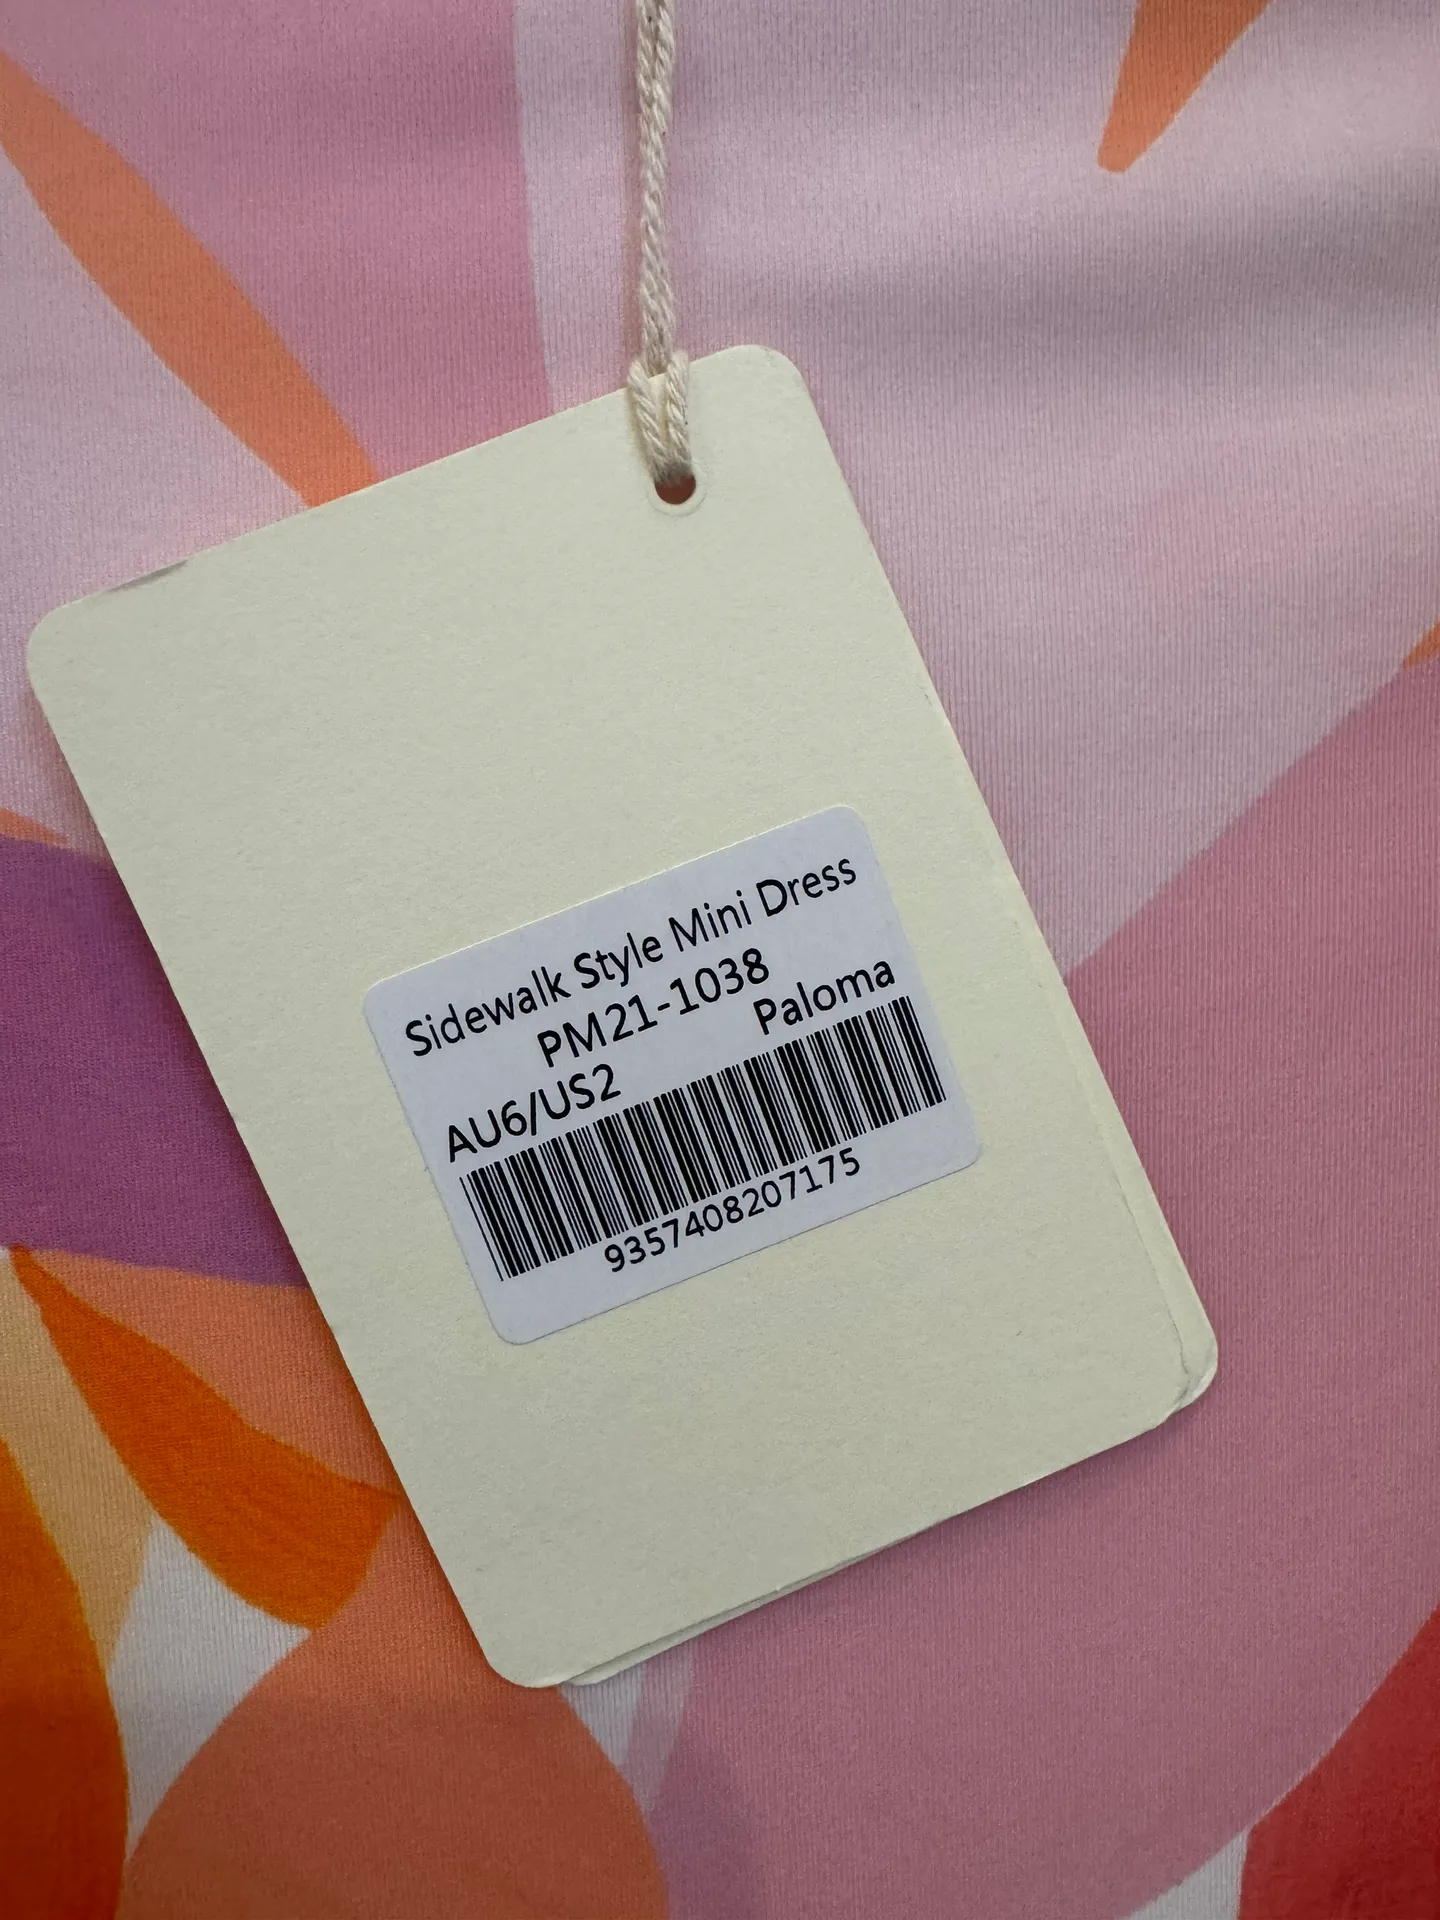 Sidewalk Style Mini Dress
PM21-1038
Paloma
AU6/US2
9357408207175